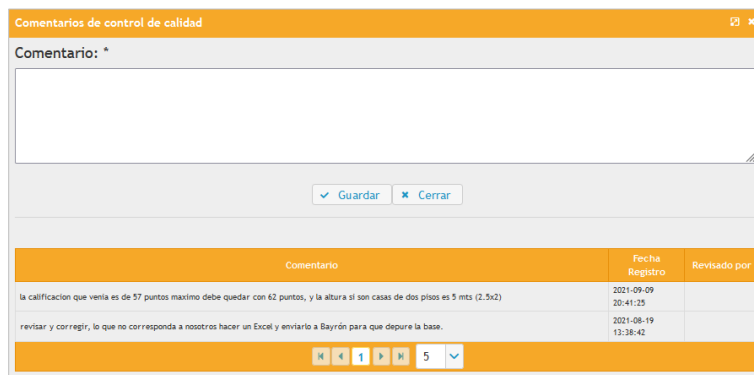 Comentarios de control de calidad
Comentario: *
Guardar Cerrar
Comentario Fecha Registro Revisado por
la calificacion que venia es de 57 puntos maximo debe quedar con 62 puntos, y la altura si son casas de dos pisos es 5 mts (2.5x2) 2021-09-09 20:41:25
revisar y corregir, lo que no corresponda a nosotros hacer un Excel y enviarlo a Bayrón para que depure la base. 2021-08-19 13:38:42
1 5